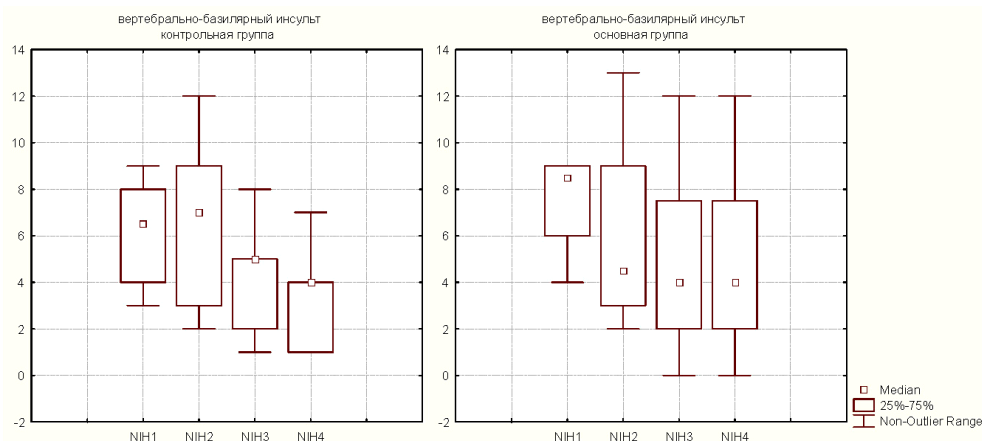 вертебрально-базилярный инсульт
контрольная группа
14
12
10
8
6
4
2
0
-2
NIH1 NIH2 NIH3 NIH4
вертебрально-базилярный инсульт
основная группа
14
12
10
8
6
4
2
0
-2
NIH1 NIH2 NIH3 NIH4
Median
25%-75%
Non-Outlier Range